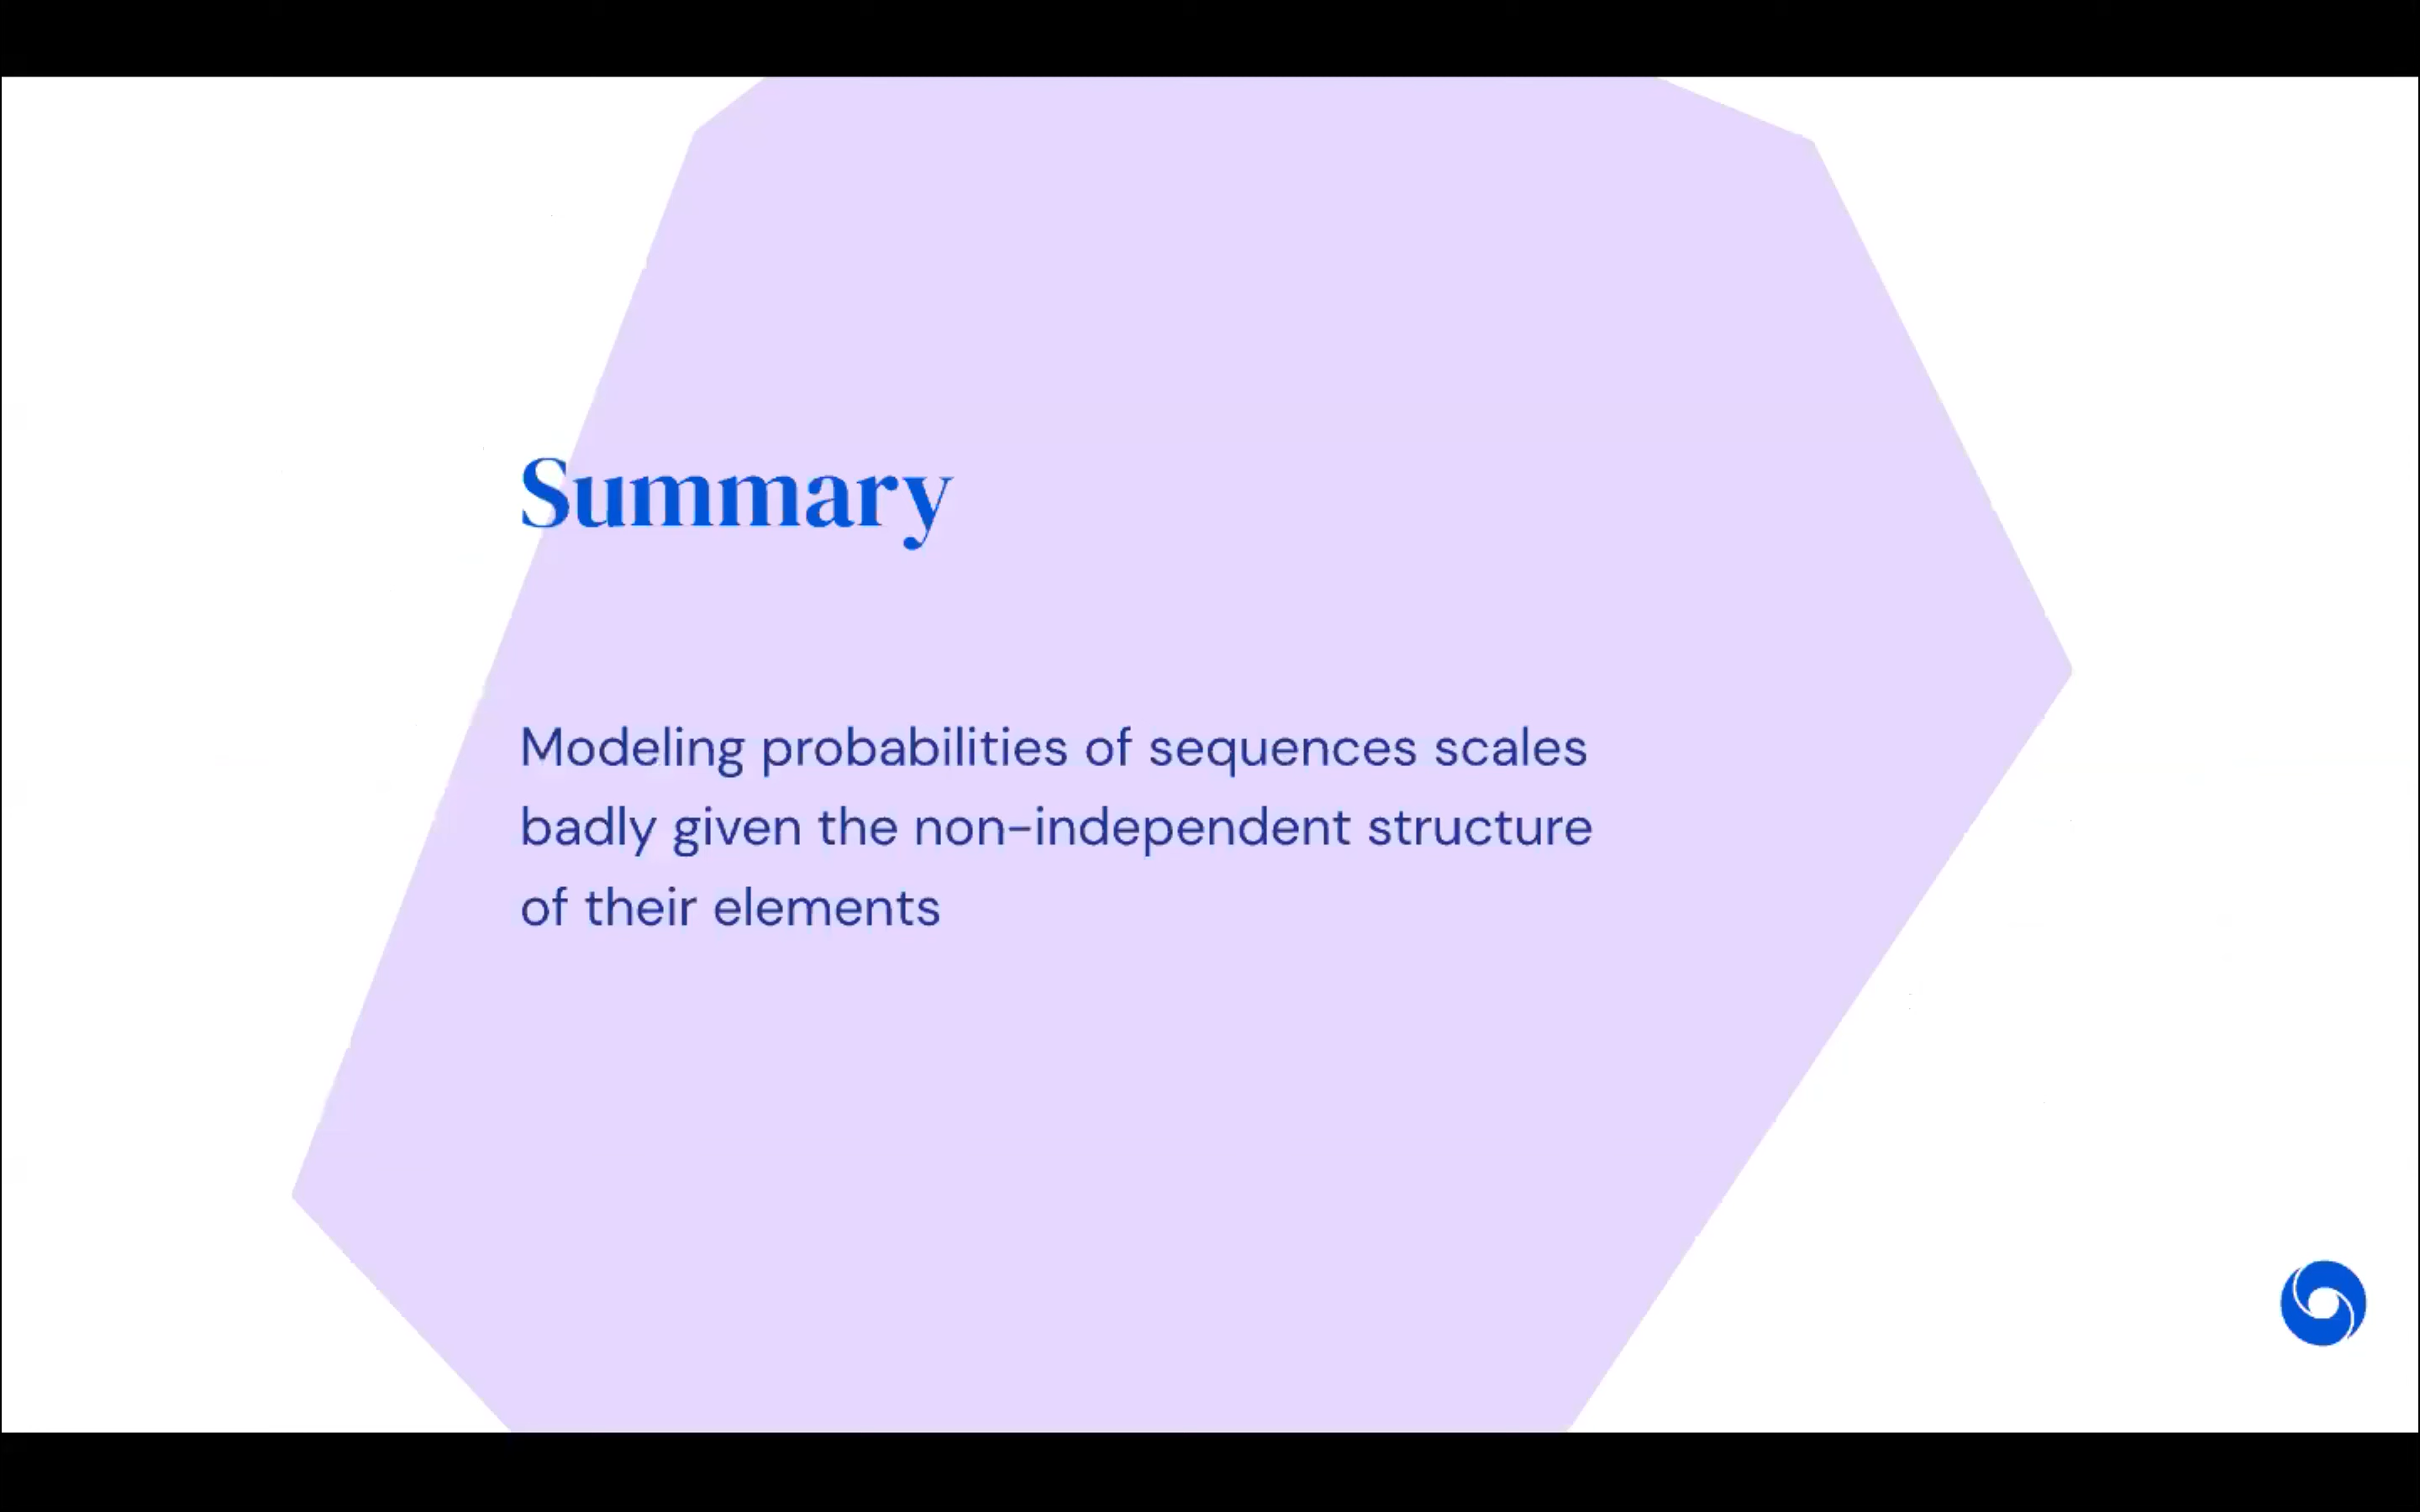 Summary
Modeling probabilities of sequences scales
badly given the non-independent structure
of their elements